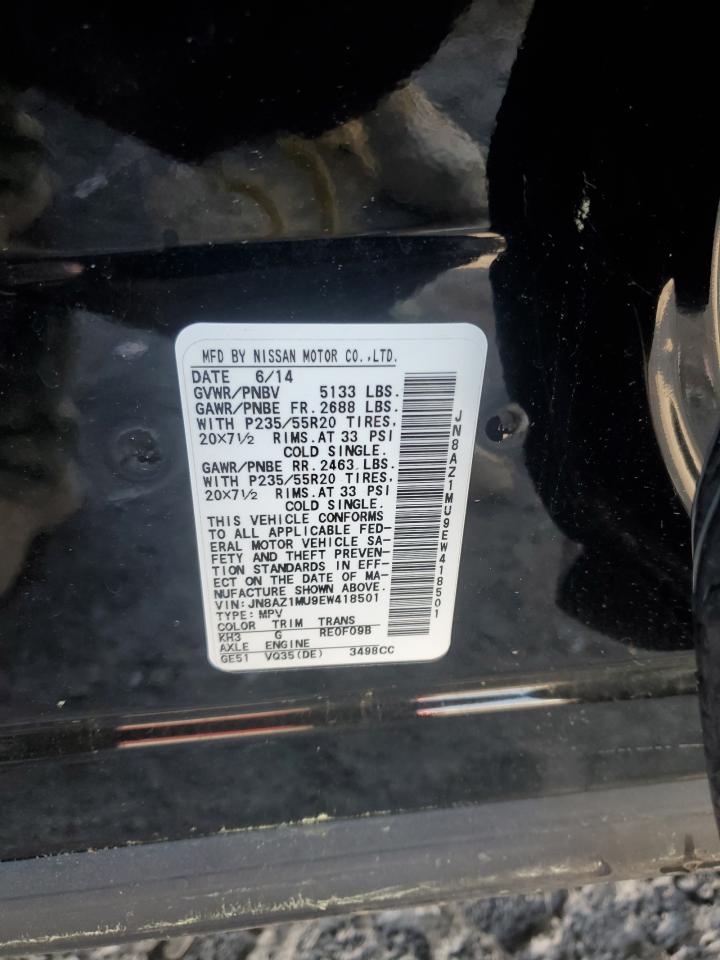 MFD BY NISSAN MOTOR CO.,LTD.
DATE 6/14
GVWR/PNBV 5133 LBS.
GAWR/PNBE FR. 2688 LBS.
WITH P235/55R20 TIRES,
20×7½ RIMS.AT 33 PSI
COLD SINGLE.
GAWR/PNBE RR. 2463 LBS.
WITH P235/55R20 TIRES,
20×7½ RIMS.AT 33 PSI
COLD SINGLE.
THIS VEHICLE CONFORMS
TO ALL APPLICABLE FED-
ERAL MOTOR VEHICLE SA-
FETY AND THEFT PREVEN-
TION STANDARDS IN EFF-
ECT ON THE DATE OF MA-
NUFACTURE SHOWN ABOVE.
VIN:JN8AZ1MU9EW418501
TYPE:MPV
COLOR TRIM TRANS
KH3 G RE0F09B
AXLE ENGINE
GE51 VQ35(DE) 3498CC
JN8AZ1MU9EW418501